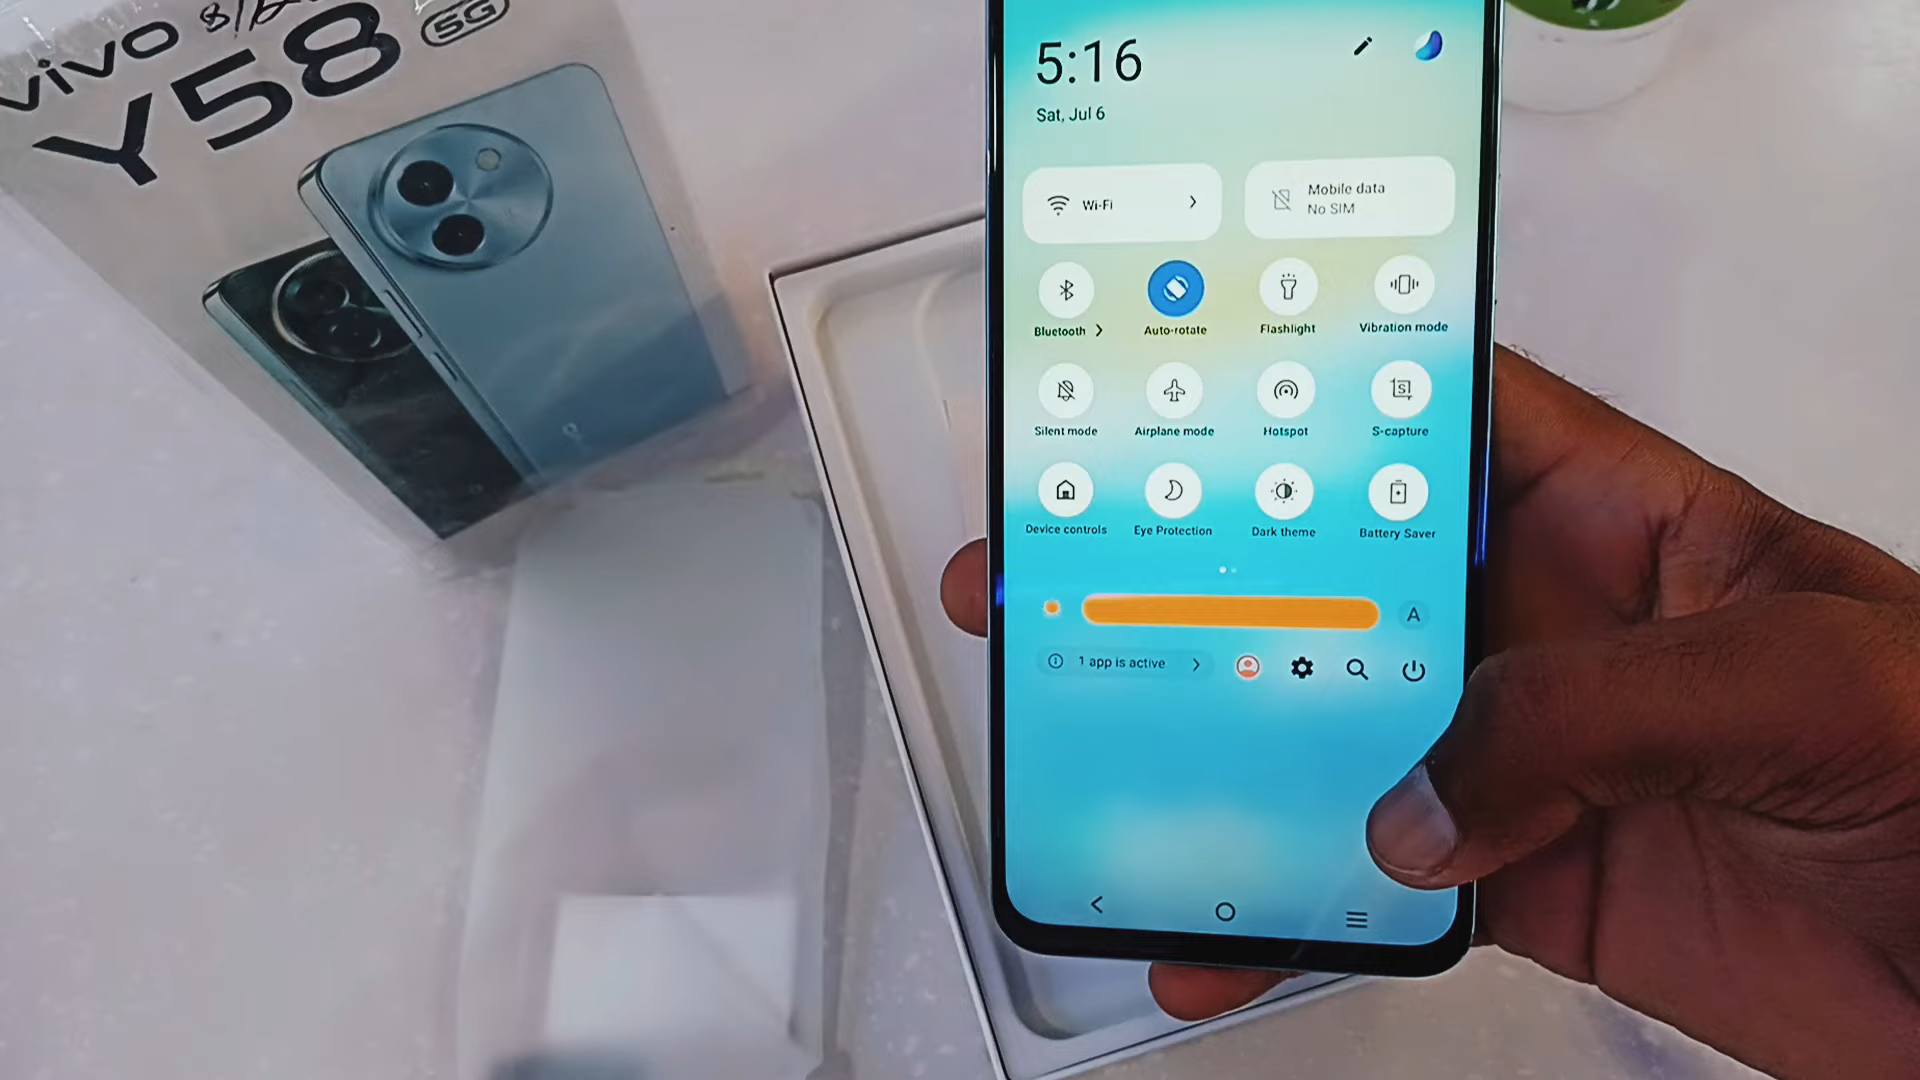 vivo
Y58 5G
5:16
Sat, Jul 6
Wi-Fi
Mobile data
No SIM
Bluetooth
Auto-rotate
Flashlight
Vibration mode
Silent mode
Airplane mode
Hotspot
S-capture
Device controls
Eye Protection
Dark theme
Battery Saver
A
1 app is active